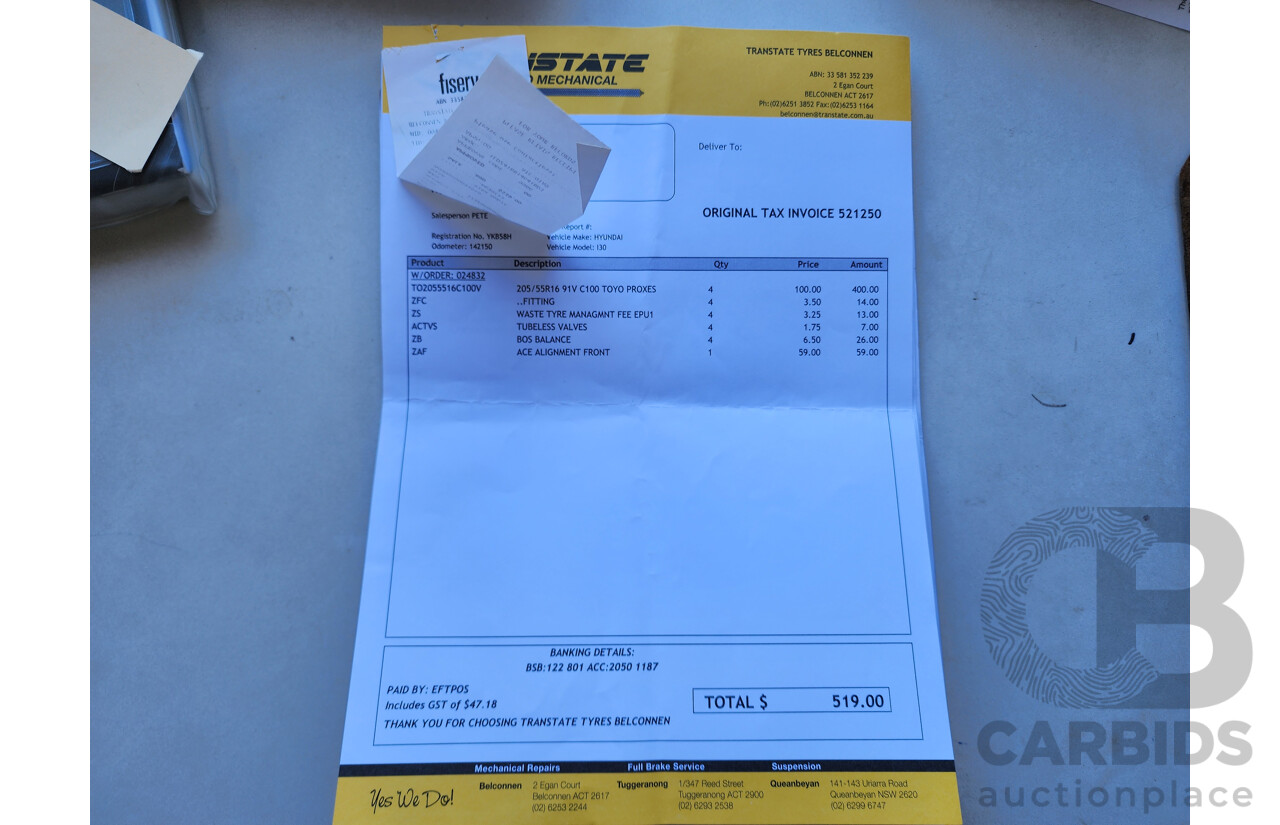 fiserv
NSTATE
MECHANICAL
TRANSTATE TYRES BELCONNEN
ABN: 33 581 352 239
2 Egan Court
BELCONNEN ACT 2617
Ph:(02)6251 3852 Fax:(02)6253 1164
belconnen@transtate.com.au
Deliver To:
ORIGINAL TAX INVOICE 521250
Salesperson PETE
Report #:
Registration No. YKB58H Vehicle Make: HYUNDAI
Odometer: 142150 Vehicle Model: I30
Product Description Qty Price Amount
W/ORDER: 024832
TO2055516C100V 205/55R16 91V C100 TOYO PROXES 4 100.00 400.00
ZFC ..FITTING 4 3.50 14.00
ZS WASTE TYRE MANAGMNT FEE EPU1 4 3.25 13.00
ACTVS TUBELESS VALVES 4 1.75 7.00
ZB BOS BALANCE 4 6.50 26.00
ZAF ACE ALIGNMENT FRONT 1 59.00 59.00
BANKING DETAILS:
BSB:122 801 ACC:2050 1187
PAID BY: EFTPOS
Includes GST of $47.18
TOTAL $ 519.00
THANK YOU FOR CHOOSING TRANSTATE TYRES BELCONNEN
Mechanical Repairs Full Brake Service Suspension
Yes We Do!
Belconnen 2 Egan Court
Belconnen ACT 2617
(02) 6253 2244
Tuggeranong 1/347 Reed Street
Tuggeranong ACT 2900
(02) 6293 2538
Queanbeyan 141-143 Uriarra Road
Queanbeyan NSW 2620
(02) 6299 6747
CB
CARBIDS
auctionplace